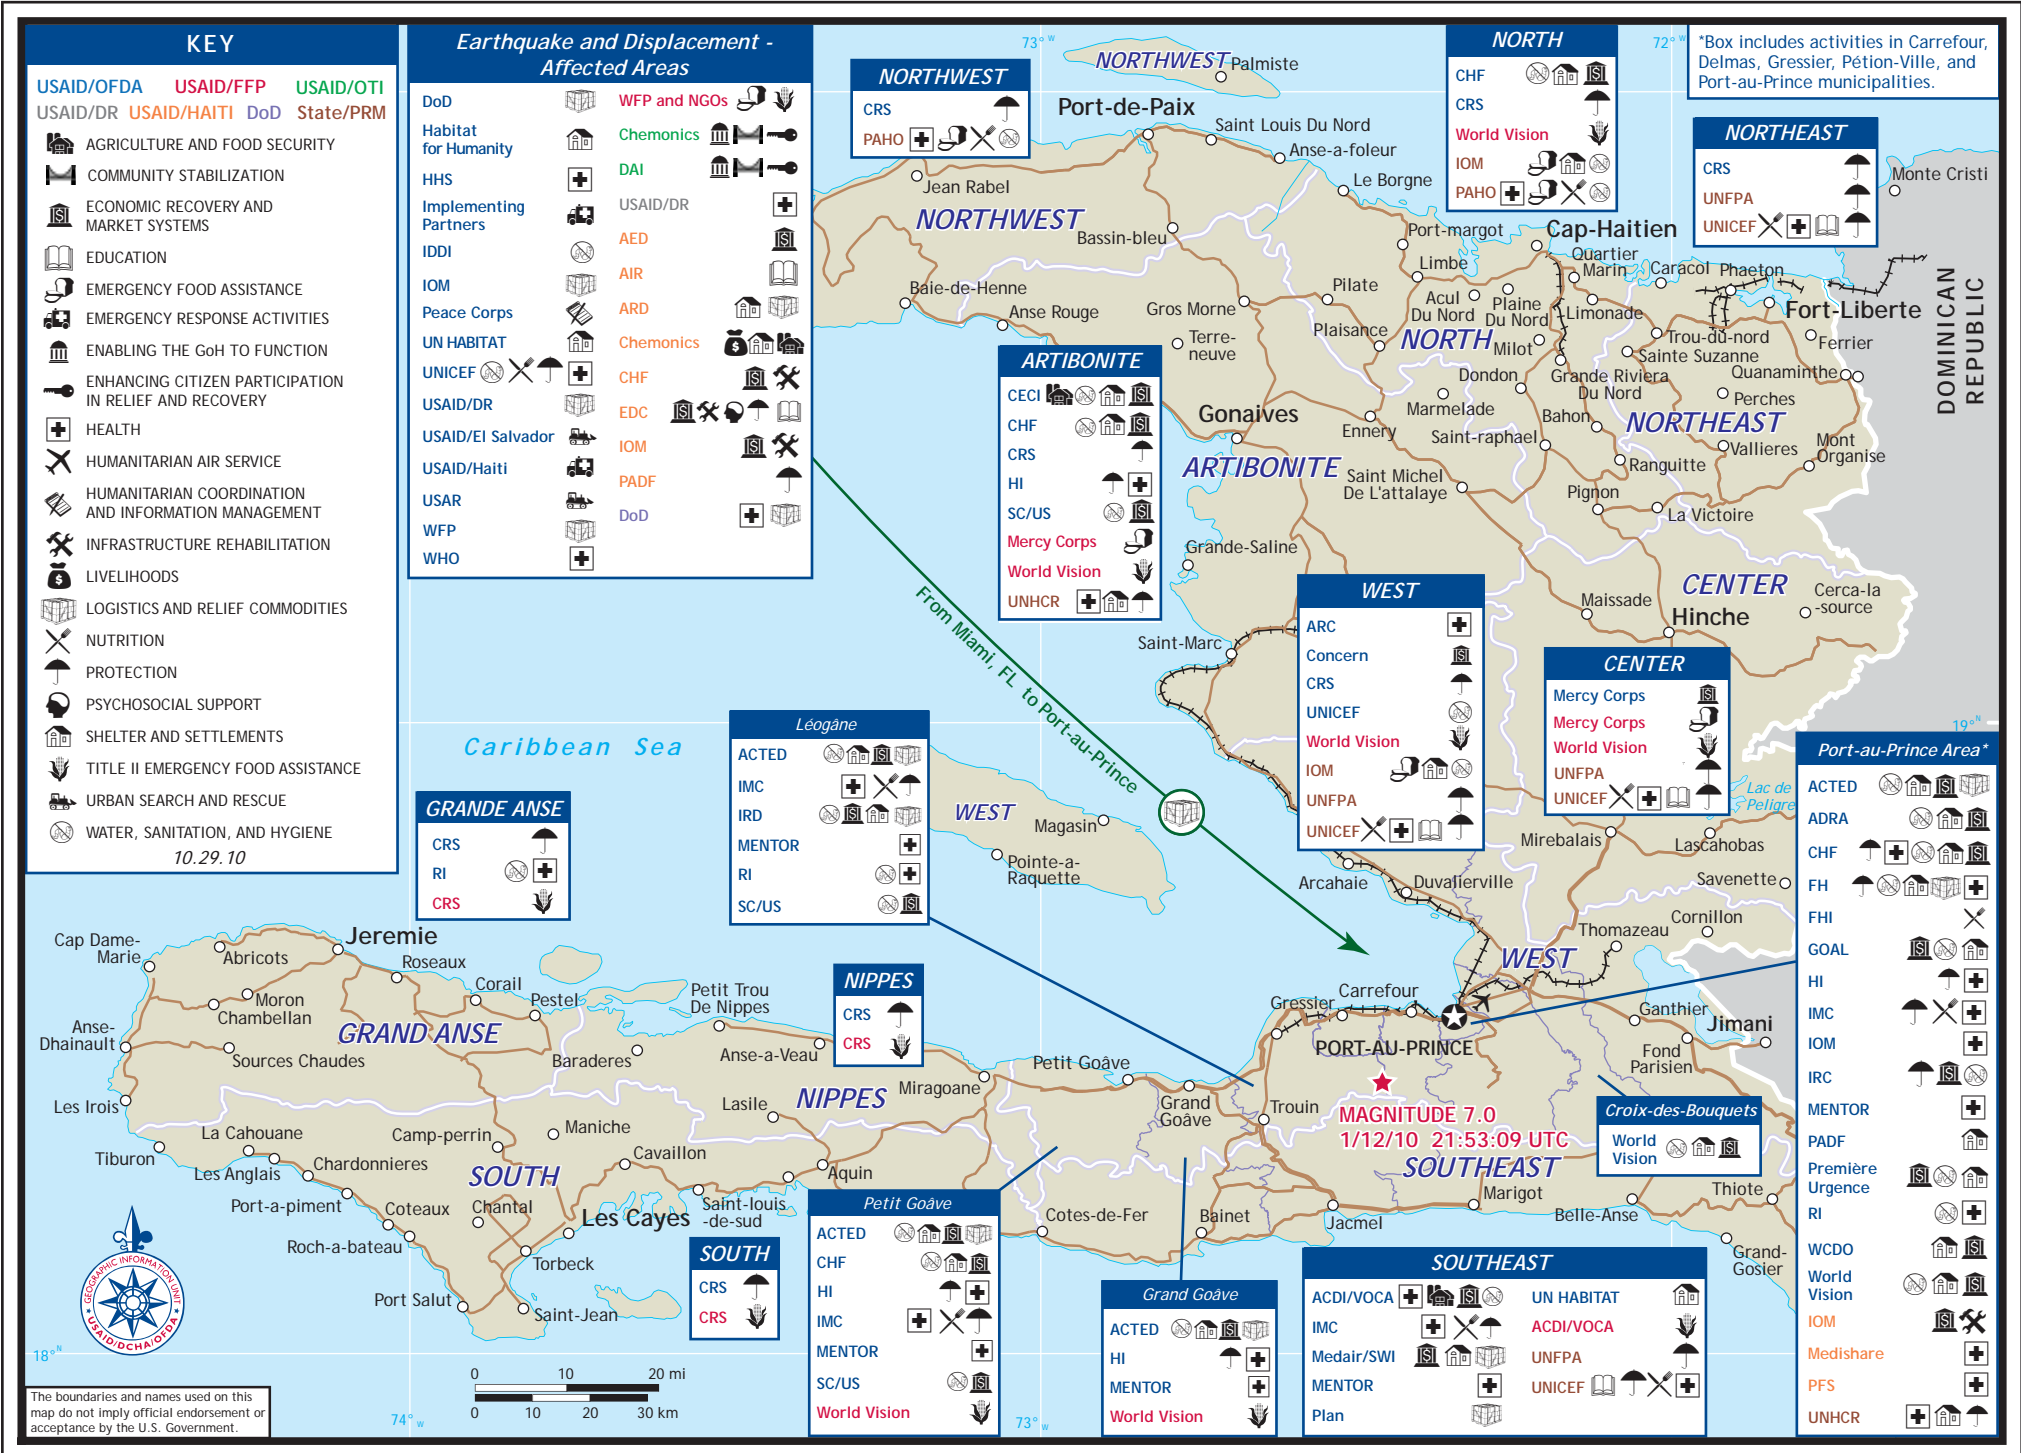 KEY
USAID/OFDA USAID/FFP USAID/OTI
USAID/DR USAID/HAITI DoD State/PRM
AGRICULTURE AND FOOD SECURITY
COMMUNITY STABILIZATION
ECONOMIC RECOVERY AND
MARKET SYSTEMS
EDUCATION
EMERGENCY FOOD ASSISTANCE
EMERGENCY RESPONSE ACTIVITIES
ENABLING THE GoH TO FUNCTION
ENHANCING CITIZEN PARTICIPATION
IN RELIEF AND RECOVERY
HEALTH
HUMANITARIAN AIR SERVICE
HUMANITARIAN COORDINATION
AND INFORMATION MANAGEMENT
INFRASTRUCTURE REHABILITATION
LIVELIHOODS
LOGISTICS AND RELIEF COMMODITIES
NUTRITION
PROTECTION
PSYCHOSOCIAL SUPPORT
SHELTER AND SETTLEMENTS
TITLE II EMERGENCY FOOD ASSISTANCE
URBAN SEARCH AND RESCUE
WATER, SANITATION, AND HYGIENE
10.29.10
Earthquake and Displacement -
Affected Areas
DoD
Habitat
for Humanity
HHS
Implementing
Partners
IDDI
IOM
Peace Corps
UN HABITAT
UNICEF
USAID/DR
USAID/El Salvador
USAID/Haiti
USAR
WFP
WHO
WFP and NGOs
Chemonics
DAI
USAID/DR
AED
AIR
ARD
Chemonics
CHF
EDC
IOM
PADF
DoD
NORTHWEST
CRS
PAHO
NORTH
CHF
CRS
World Vision
IOM
PAHO
*Box includes activities in Carrefour,
Delmas, Gressier, Pétion-Ville, and
Port-au-Prince municipalities.
NORTHEAST
CRS
UNFPA
UNICEF
ARTIBONITE
CECI
CHF
CRS
HI
SC/US
Mercy Corps
World Vision
UNHCR
WEST
ARC
Concern
CRS
UNICEF
World Vision
IOM
UNFPA
UNICEF
CENTER
Mercy Corps
Mercy Corps
World Vision
UNFPA
UNICEF
Port-au-Prince Area*
ACTED
ADRA
CHF
FH
FHI
GOAL
HI
IMC
IOM
IRC
MENTOR
PADF
Première
Urgence
RI
WCDO
World
Vision
IOM
Medishare
PFS
UNHCR
Léogâne
ACTED
IMC
IRD
MENTOR
RI
SC/US
GRANDE ANSE
CRS
RI
CRS
NIPPES
CRS
CRS
SOUTH
CRS
CRS
Petit Goâve
ACTED
CHF
HI
IMC
MENTOR
SC/US
World Vision
Grand Goâve
ACTED
HI
MENTOR
World Vision
SOUTHEAST
ACDI/VOCA
IMC
Medair/SWI
MENTOR
Plan
UN HABITAT
ACDI/VOCA
UNFPA
UNICEF
Croix-des-Bouquets
World
Vision
73° W
72° W
NORTHWEST
Palmiste
Port-de-Paix
Saint Louis Du Nord
Anse-a-foleur
Le Borgne
Jean Rabel
NORTHWEST
Bassin-bleu
Port-margot
Cap-Haitien
Monte Cristi
Limbe
Quartier
Marin
Caracol
Phaeton
Baie-de-Henne
Anse Rouge
Gros Morne
Pilate
Acul
Du Nord
Plaine
Du Nord
Limonade
Fort-Liberte
DOMINICAN
REPUBLIC
Terre-
neuve
Plaisance
NORTH
Milot
Trou-du-nord
Sainte Suzanne
Ferrier
Quanaminthe
Dondon
Grande Riviera
Du Nord
Perches
Marmelade
Bahon
NORTHEAST
Gonaives
Ennery
Saint-raphael
Vallieres
Mont
Organise
ARTIBONITE
Saint Michel
De L'attalaye
Ranguitte
Pignon
La Victoire
Grande-Saline
CENTER
Cerca-la
-source
Maissade
Hinche
Saint-Marc
From Miami, FL to Port-au-Prince
Caribbean Sea
19° N
Lac de
Peligre
WEST
Magasin
Pointe-a-
Raquette
Mirebalais
Lascahobas
Arcahaie
Duvalierville
Savenette
Cornillon
Thomazeau
WEST
Cap Dame-
Marie
Abricots
Jeremie
Roseaux
Corail
Pestel
Moron
Chambellan
Anse-
Dhainault
GRAND ANSE
Sources Chaudes
Petit Trou
De Nippes
Baraderes
Anse-a-Veau
Gressier
Carrefour
Ganthier
Jimani
PORT-AU-PRINCE
Fond
Parisien
Petit Goâve
Miragoane
NIPPES
Lasile
Les Irois
Grand
Goâve
Trouin
MAGNITUDE 7.0
1/12/10 21:53:09 UTC
La Cahouane
Camp-perrin
Maniche
Tiburon
Les Anglais
Chardonnieres
Cavaillon
Aquin
SOUTH
SOUTHEAST
Port-a-piment
Coteaux
Chantal
Les Cayes
Saint-louis
-de-sud
Cotes-de-Fer
Bainet
Jacmel
Marigot
Belle-Anse
Thiote
Roch-a-bateau
Torbeck
Grand-
Gosier
Port Salut
Saint-Jean
GEOGRAPHIC INFORMATION UNIT
USAID/DCHA/OFDA
18° N
0 10 20 mi
0 10 20 30 km
74° W
73° W
The boundaries and names used on this
map do not imply official endorsement or
acceptance by the U.S. Government.